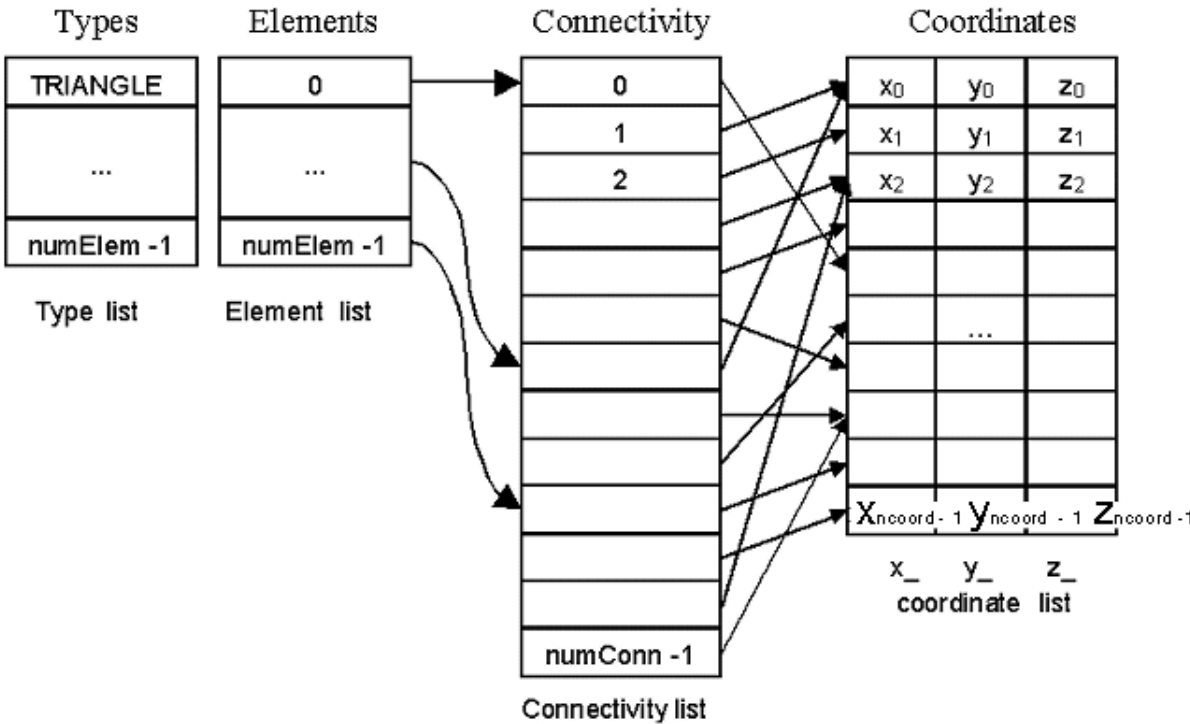 Types Elements Connectivity Coordinates
TRIANGLE 0 0 x0 y0 z0
1 x1 y1 z1
... ... 2 x2 y2 z2
numElem -1 numElem -1
Type list Element list
...
xncoord - 1 yncoord - 1 zncoord -1
x_ y_ z_
coordinate list
numConn -1
Connectivity list